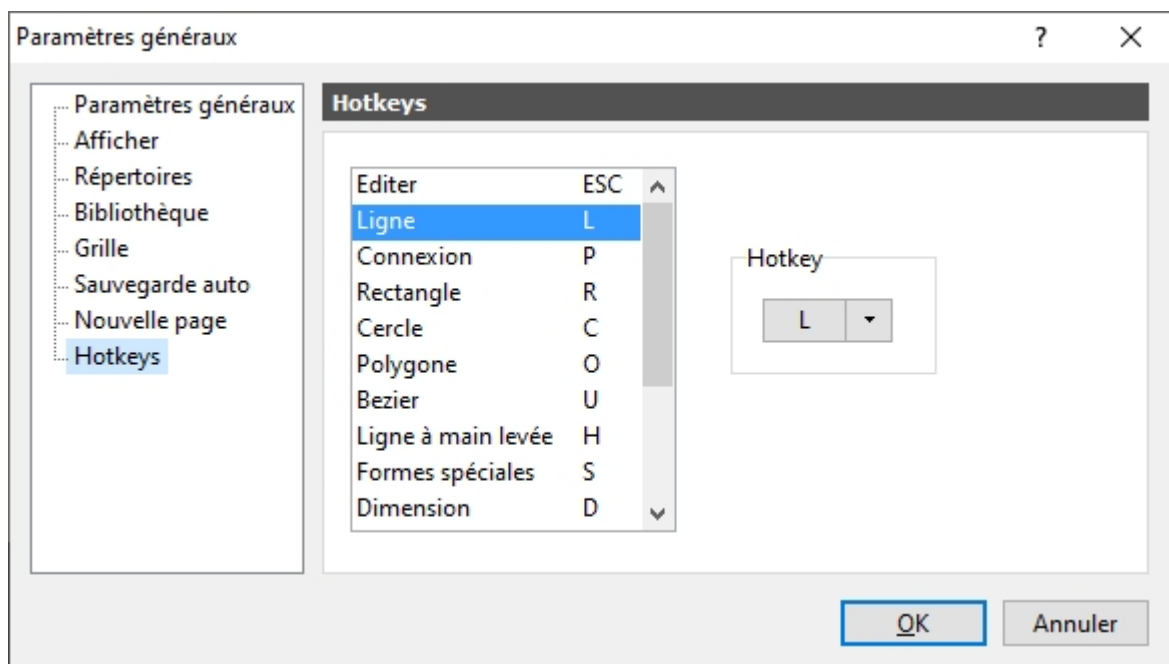 Paramètres généraux
?
Paramètres généraux
Afficher
Répertoires
Bibliothèque
Grille
Sauvegarde auto
Nouvelle page
Hotkeys
Hotkeys
Editer ESC
Ligne L
Connexion P
Rectangle R
Cercle C
Polygone O
Bezier U
Ligne à main levée H
Formes spéciales S
Dimension D
Hotkey
L
OK
Annuler